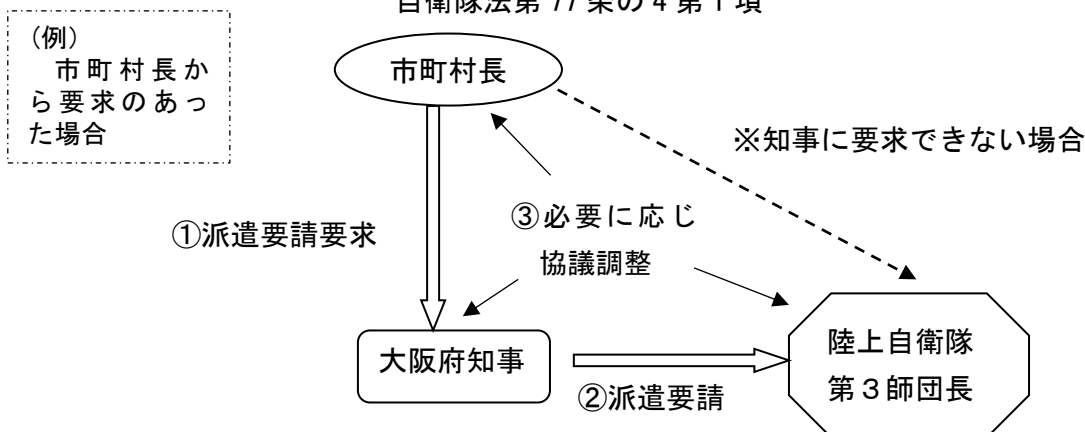 自衛隊法第 77 条の 4 第 1 項
(例)
市町村長か
ら要求のあっ
た場合
市町村長
※知事に要求できない場合
①派遣要請要求
③必要に応じ
協議調整
大阪府知事
②派遣要請
陸上自衛隊
第３師団長